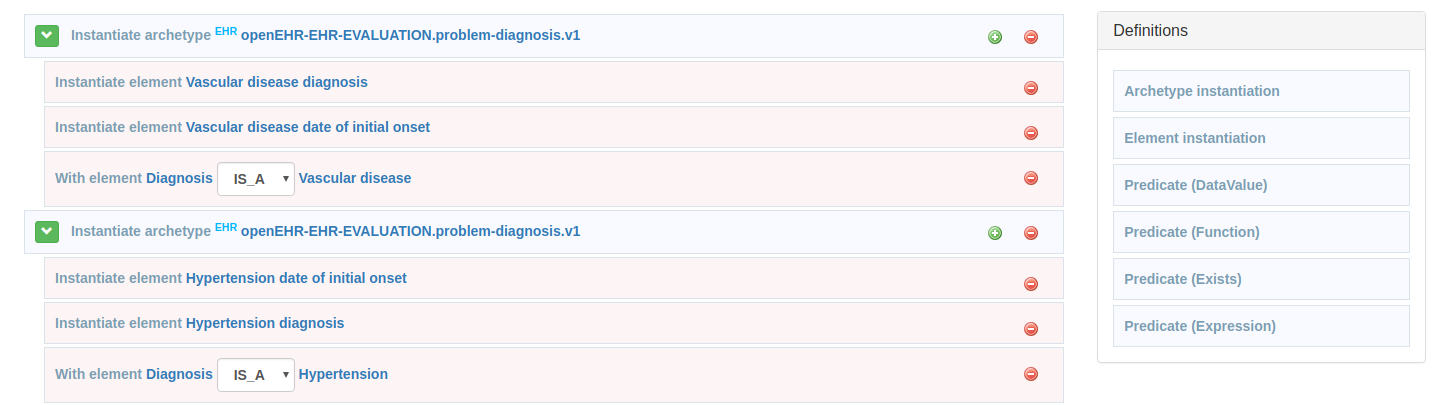 Instantiate archetype EHR openEHR-EHR-EVALUATION.problem-diagnosis.v1
Instantiate element Vascular disease diagnosis
Instantiate element Vascular disease date of initial onset
With element Diagnosis IS_A Vascular disease
Instantiate archetype EHR openEHR-EHR-EVALUATION.problem-diagnosis.v1
Instantiate element Hypertension date of initial onset
Instantiate element Hypertension diagnosis
With element Diagnosis IS_A Hypertension
Definitions
Archetype instantiation
Element instantiation
Predicate (DataValue)
Predicate (Function)
Predicate (Exists)
Predicate (Expression)